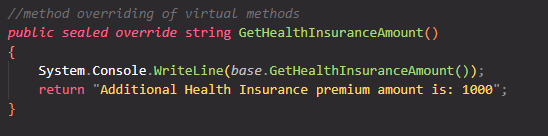 //method overriding of virtual methods
public sealed override string GetHealthInsuranceAmount()
{
    System.Console.WriteLine(base.GetHealthInsuranceAmount());
    return "Additional Health Insurance premium amount is: 1000";
}